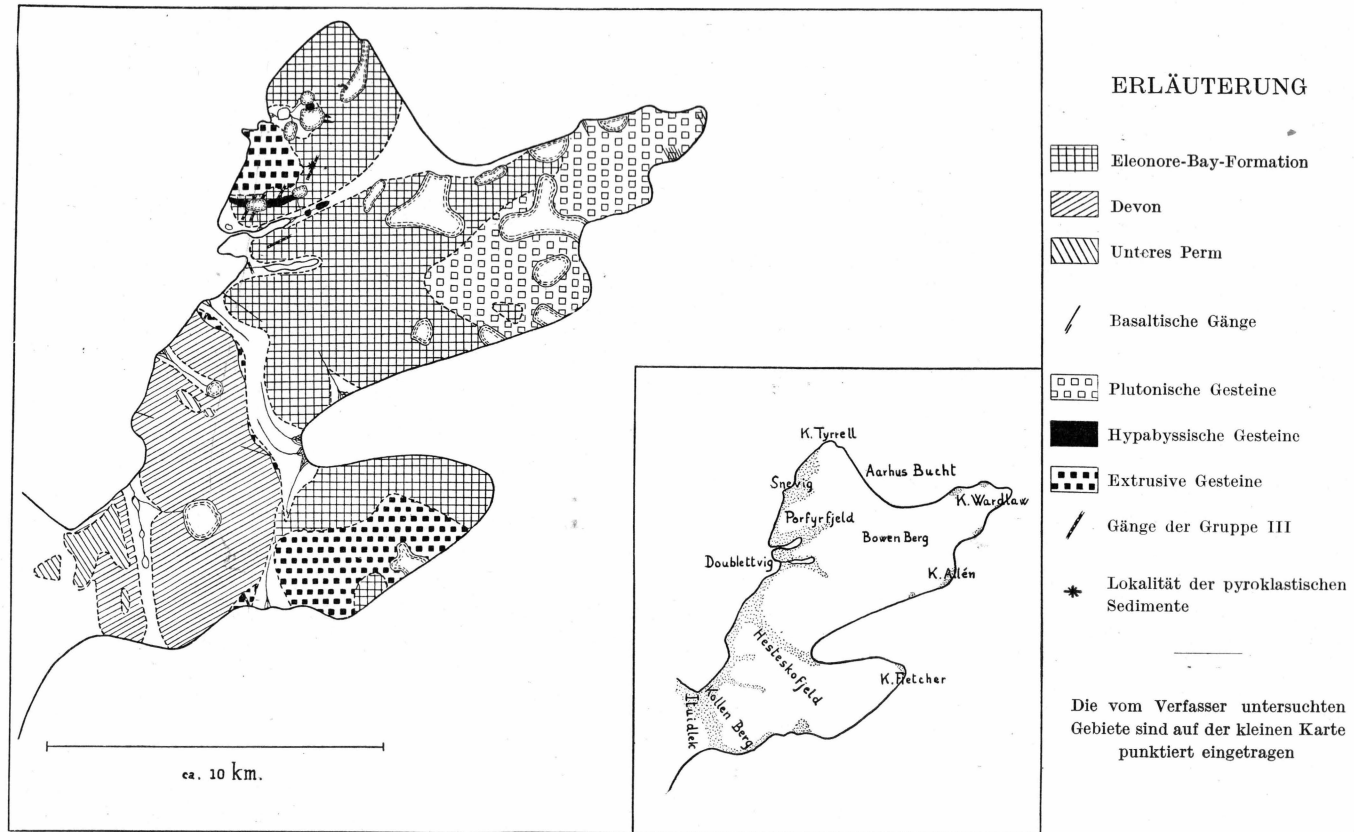 ERLÄUTERUNG
Eleonore-Bay-Formation
Devon
Unteres Perm
Basaltische Gänge
Plutonische Gesteine
Hypabyssische Gesteine
Extrusive Gesteine
Gänge der Gruppe III
Lokalität der pyroklastischen
Sedimente
Die vom Verfasser untersuchten
Gebiete sind auf der kleinen Karte
punktiert eingetragen
ca. 10 km.
K. Tyrrell
Aarhus Bucht
Snevig
K. Wardlaw
Porfyrfjeld
Bowen Berg
Doublettvig
K. Allén
Hesteskofjeld
K. Fletcher
Kollen Berg
Ituidlek